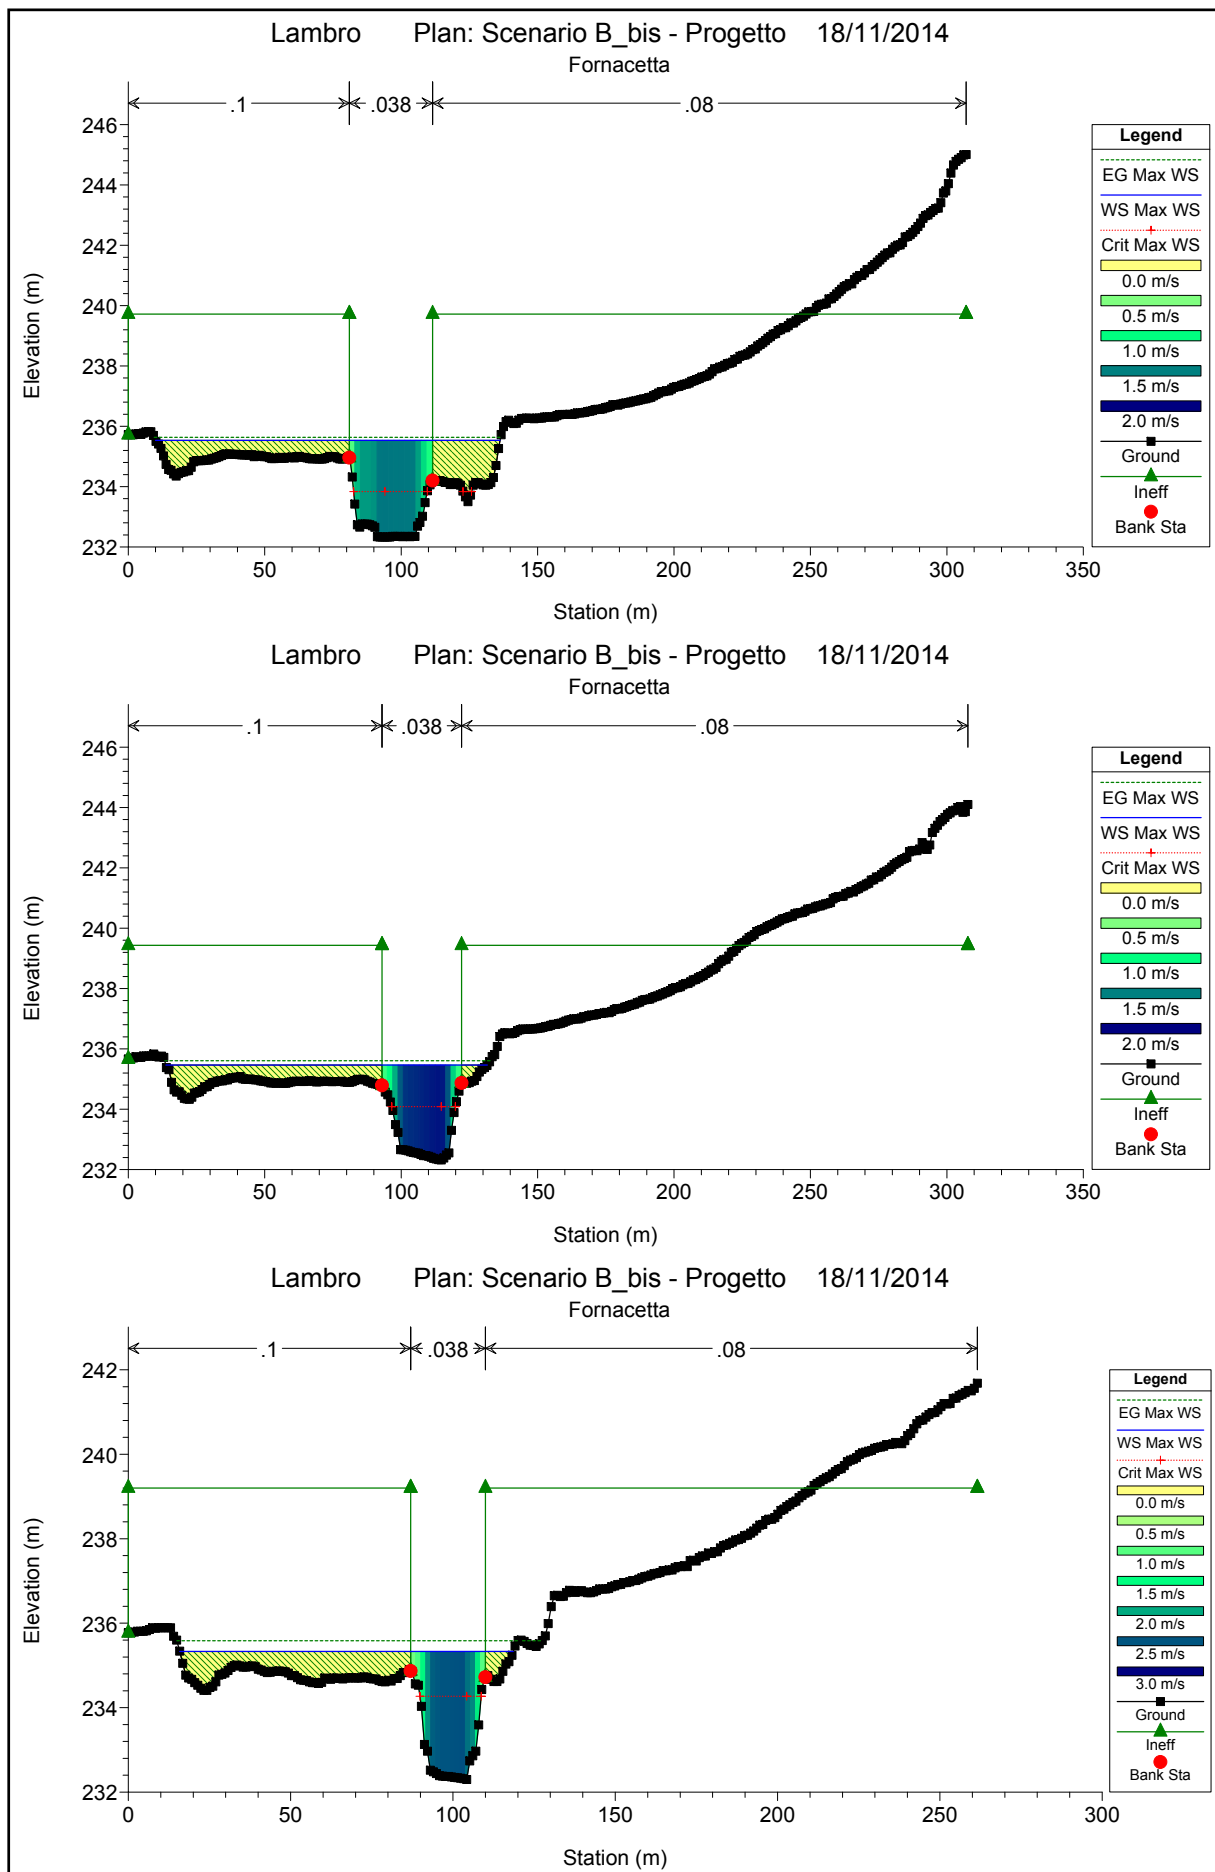 Lambro Plan: Scenario B_bis - Progetto 18/11/2014
Fornacetta
.1 .038 .08
246
244
242
240
238
236
234
232
Elevation (m)
0 50 100 150 200 250 300 350
Station (m)
Legend
EG Max WS
WS Max WS
Crit Max WS
0.0 m/s
0.5 m/s
1.0 m/s
1.5 m/s
2.0 m/s
Ground
Ineff
Bank Sta
Lambro Plan: Scenario B_bis - Progetto 18/11/2014
Fornacetta
.1 .038 .08
246
244
242
240
238
236
234
232
Elevation (m)
0 50 100 150 200 250 300 350
Station (m)
Legend
EG Max WS
WS Max WS
Crit Max WS
0.0 m/s
0.5 m/s
1.0 m/s
1.5 m/s
2.0 m/s
Ground
Ineff
Bank Sta
Lambro Plan: Scenario B_bis - Progetto 18/11/2014
Fornacetta
.1 .038 .08
242
240
238
236
234
232
Elevation (m)
0 50 100 150 200 250 300
Station (m)
Legend
EG Max WS
WS Max WS
Crit Max WS
0.0 m/s
0.5 m/s
1.0 m/s
1.5 m/s
2.0 m/s
2.5 m/s
3.0 m/s
Ground
Ineff
Bank Sta